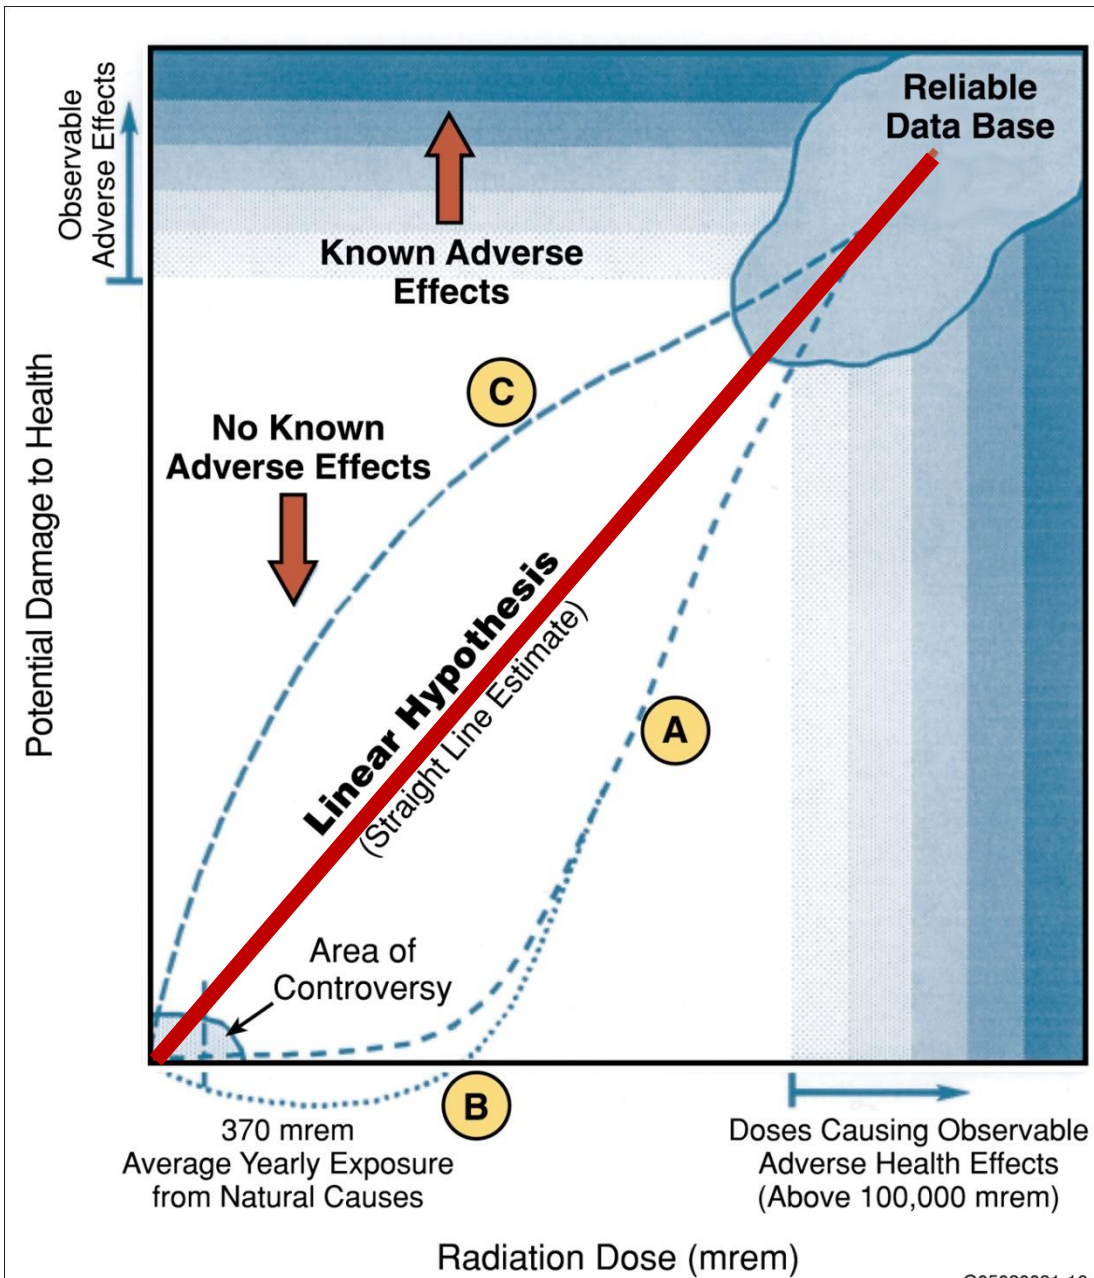 Reliable
Data Base
Observable
Adverse Effects
Known Adverse
Effects
C
No Known
Adverse Effects
Potential Damage to Health
Linear Hypothesis
(Straight Line Estimate)
A
Area of
Controversy
B
370 mrem
Average Yearly Exposure
from Natural Causes
Doses Causing Observable
Adverse Health Effects
(Above 100,000 mrem)
Radiation Dose (mrem)